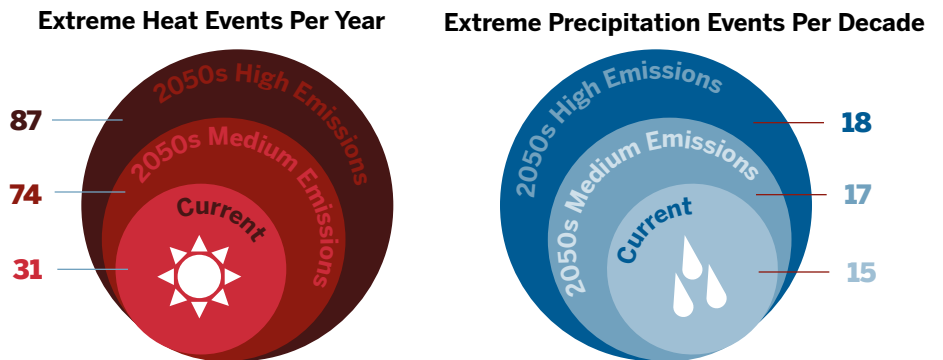 Extreme Heat Events Per Year
2050s High Emissions
2050s Medium Emissions
Current
87
74
31
Extreme Precipitation Events Per Decade
2050s High Emissions
2050s Medium Emissions
Current
18
17
15